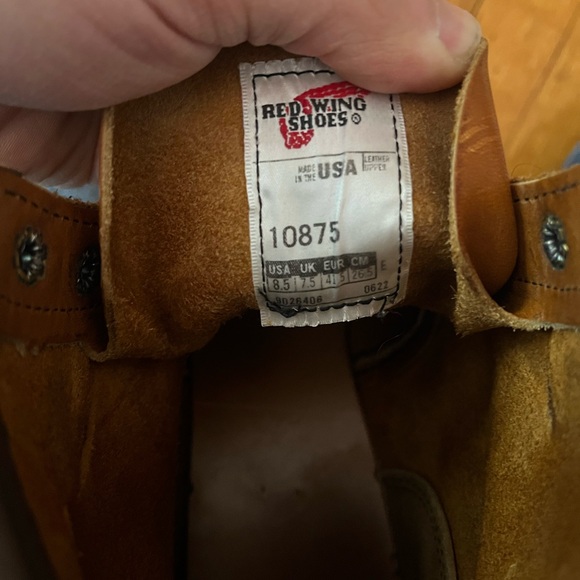 RED WING
SHOES®
MADE
IN THE USA LEATHER
UPPER
10875
USA UK EUR CM
8.5 7.5 41.5 26.5 E
0622